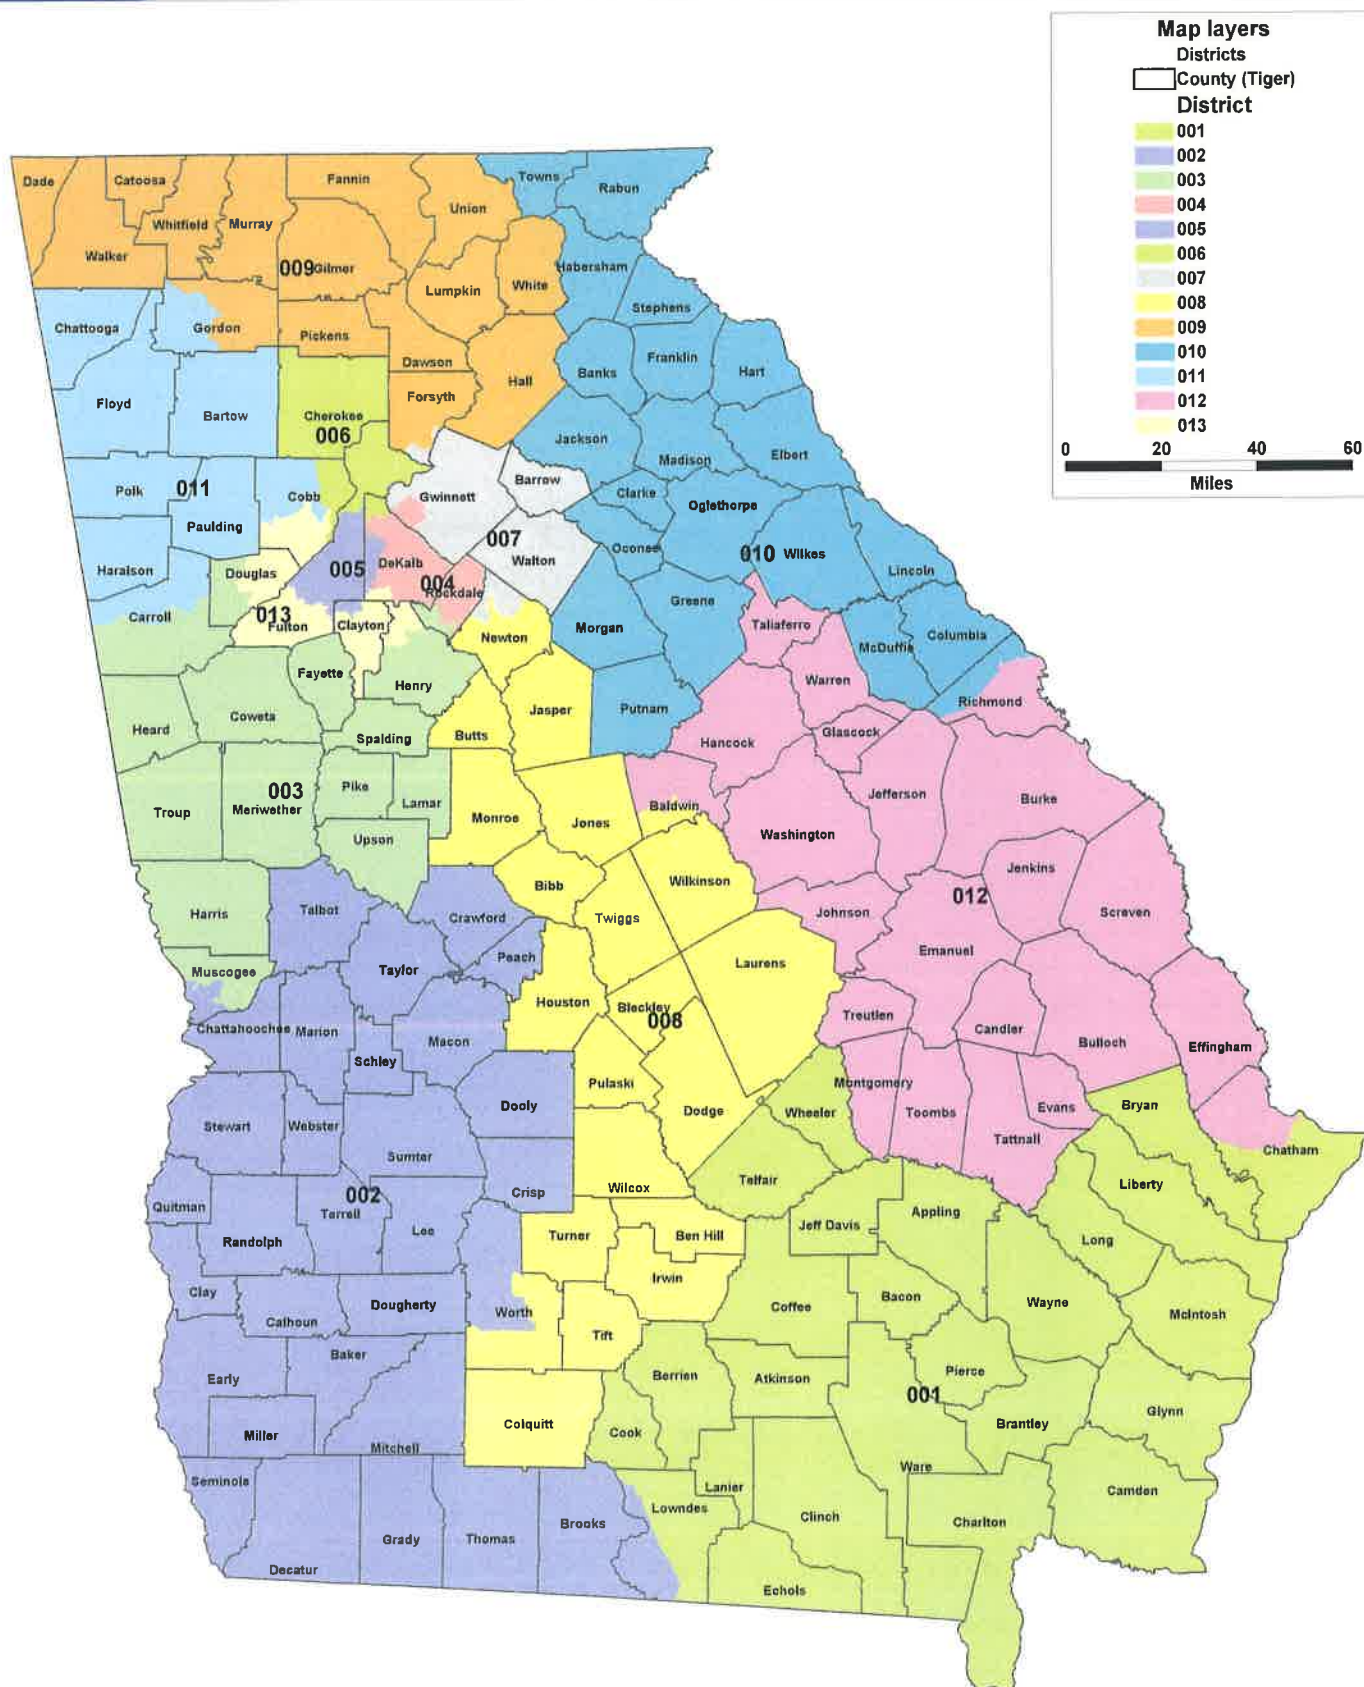 Map layers
Districts
County (Tiger)
District
001
002
003
004
005
006
007
008
009
010
011
012
013
0 20 40 60
Miles
Dade
Catoosa
Fannin
Towns
Rabun
Union
Whitfield
Murray
Walker
009
Gilmer
Habersham
Lumpkin
White
Stephens
Chattooga
Gordon
Pickens
Dawson
Franklin
Hart
Banks
Hall
Forsyth
Floyd
Bartow
Cherokee
006
Jackson
Madison
Elbert
Polk
011
Cobb
Gwinnett
Barrow
Clarke
Oglethorpe
Paulding
007
Walton
Oconee
010
Wilkes
Haralson
Douglas
005
DeKalb
004
Rockdale
Lincoln
Greene
Carroll
013
Fulton
Clayton
Newton
Morgan
Taliaferro
McDuffie
Columbia
Fayette
Henry
Warren
Richmond
Heard
Coweta
Spalding
Butts
Jasper
Putnam
Hancock
Glascock
003
Pike
Lamar
Troup
Meriwether
Monroe
Jones
Baldwin
Washington
Jefferson
Burke
Upson
Jenkins
Bibb
Wilkinson
012
Harris
Talbot
Crawford
Twiggs
Johnson
Screven
Muscogee
Taylor
Peach
Laurens
Emanuel
Houston
Bleckley
008
Treutlen
Candler
Chattahoochee
Marion
Macon
Schley
Bulloch
Effingham
Pulaski
Montgomery
Dooly
Dodge
Wheeler
Toombs
Evans
Bryan
Stewart
Webster
Tattnall
Chatham
Sumter
Crisp
Wilcox
Telfair
Liberty
Quitman
002
Terrell
Lee
Randolph
Turner
Ben Hill
Jeff Davis
Appling
Long
Irwin
Clay
Calhoun
Dougherty
Worth
Coffee
Bacon
Wayne
McIntosh
Tift
Baker
Early
Berrien
Atkinson
Pierce
001
Glynn
Miller
Mitchell
Colquitt
Cook
Brantley
Ware
Seminole
Lanier
Lowndes
Camden
Clinch
Charlton
Decatur
Grady
Thomas
Brooks
Echols